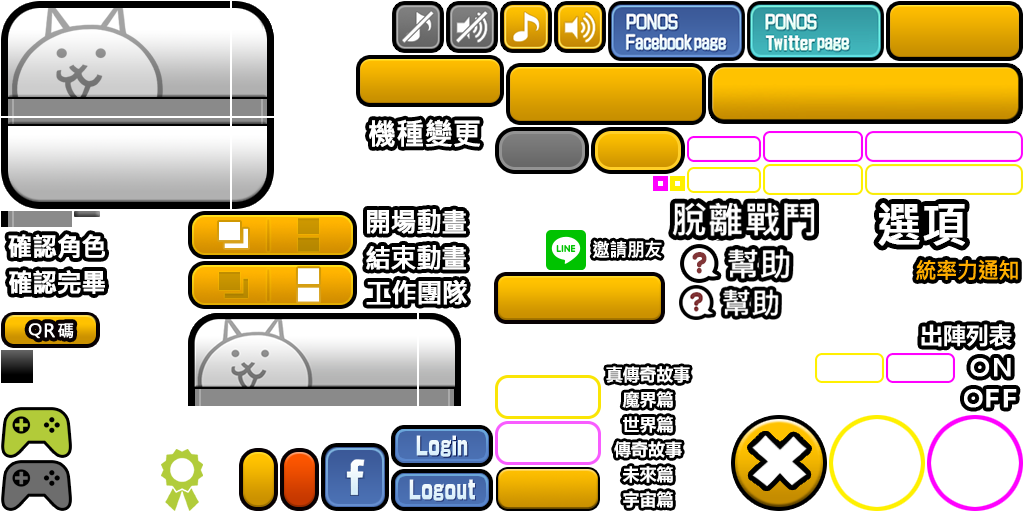 PONOS
Facebook page
PONOS
Twitter page
機種變更
脫離戰鬥
選項
確認角色
確認完畢
開場動畫
結束動畫
工作團隊
LINE
邀請朋友
?幫助
?幫助
統率力通知
QR碼
出陣列表
ON
OFF
真傳奇故事
魔界篇
世界篇
傳奇故事
未來篇
宇宙篇
f
Login
Logout